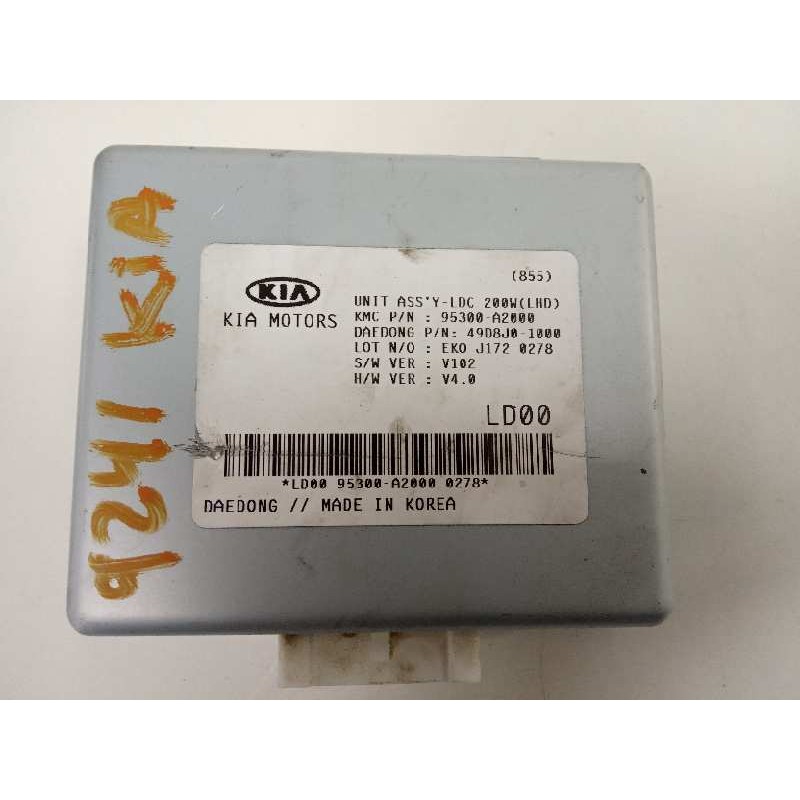 9241 KIA
(855)
KIA
KIA MOTORS
UNIT ASS'Y-LDC 200W(LHD)
KMC P/N : 95300-A2000
DAEDONG P/N: 49D8J0-1000
LOT N/O : EKO J172 0278
S/W VER : V102
H/W VER : V4.0
LD00
*LD00 95300-A2000 0278*
DAEDONG // MADE IN KOREA